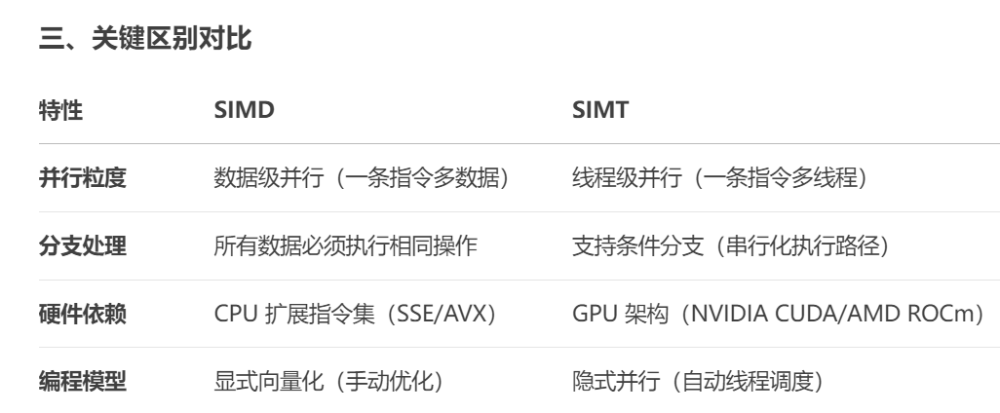 三、关键区别对比
特性 SIMD SIMT
并行粒度 数据级并行（一条指令多数据） 线程级并行（一条指令多线程）
分支处理 所有数据必须执行相同操作 支持条件分支（串行化执行路径）
硬件依赖 CPU 扩展指令集（SSE/AVX） GPU 架构（NVIDIA CUDA/AMD ROCm）
编程模型 显式向量化（手动优化） 隐式并行（自动线程调度）